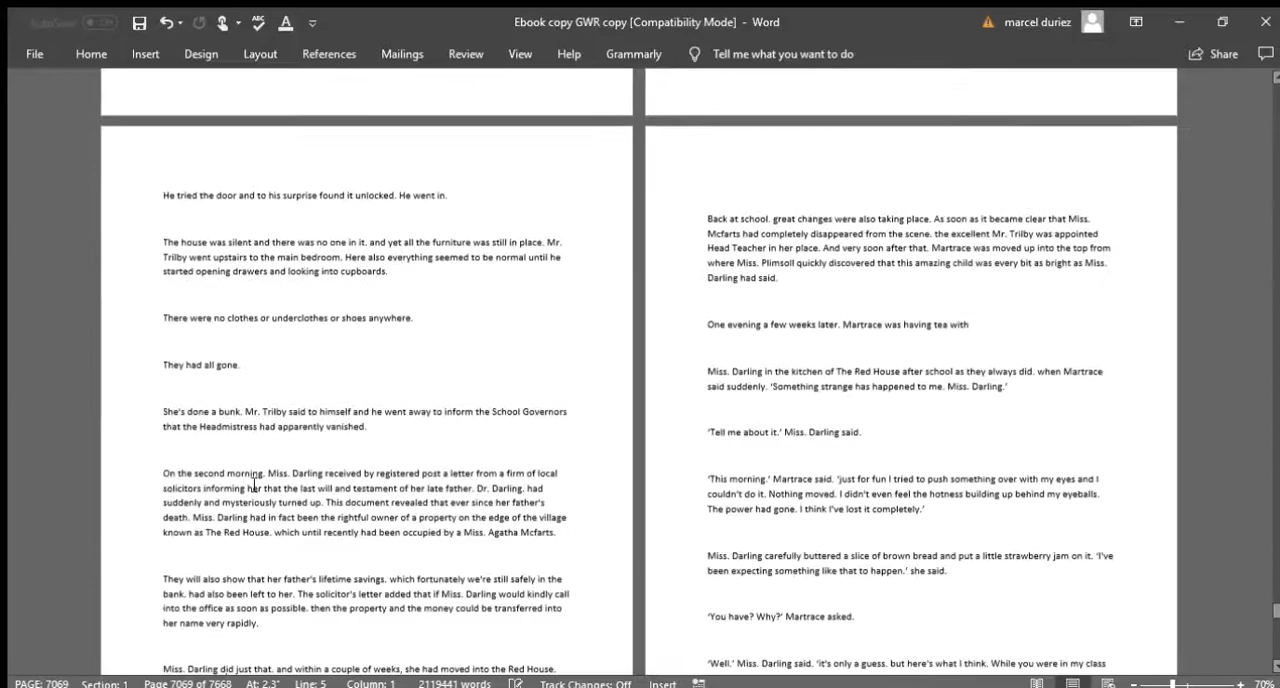 AutoSave
Ebook copy GWR copy [Compatibility Mode] - Word
marcel duriez
File Home Insert Design Layout References Mailings Review View Help Grammarly Tell me what you want to do Share
He tried the door and to his surprise found it unlocked. He went in.
The house was silent and there was no one in it. and yet all the furniture was still in place. Mr.
Trilby went upstairs to the main bedroom. Here also everything seemed to be normal until he
started opening drawers and looking into cupboards.
There were no clothes or underclothes or shoes anywhere.
They had all gone.
She's done a bunk. Mr. Trilby said to himself and he went away to inform the School Governors
that the Headmistress had apparently vanished.
On the second morning. Miss. Darling received by registered post a letter from a firm of local
solicitors informing her that the last will and testament of her late father. Dr. Darling. had
suddenly and mysteriously turned up. This document revealed that ever since her father's
death. Miss. Darling had in fact been the rightful owner of a property on the edge of the village
known as The Red House. which until recently had been occupied by a Miss. Agatha Mcfarts.
They will also show that her father's lifetime savings. which fortunately we're still safely in the
bank. had also been left to her. The solicitor's letter added that if Miss. Darling would kindly call
into the office as soon as possible. then the property and the money could be transferred into
her name very rapidly.
Miss. Darling did just that. and within a couple of weeks. she had moved into the Red House.
Back at school. great changes were also taking place. As soon as it became clear that Miss.
Mcfarts had completely disappeared from the scene. the excellent Mr. Trilby was appointed
Head Teacher in her place. And very soon after that. Martrace was moved up into the top from
where Miss. Plimsoll quickly discovered that this amazing child was every bit as bright as Miss.
Darling had said.
One evening a few weeks later. Martrace was having tea with
Miss. Darling in the kitchen of The Red House after school as they always did. when Martrace
said suddenly. 'Something strange has happened to me. Miss. Darling.'
'Tell me about it.' Miss. Darling said.
'This morning.' Martrace said. 'just for fun I tried to push something over with my eyes and I
couldn't do it. Nothing moved. I didn't even feel the hotness building up behind my eyeballs.
The power had gone. I think I've lost it completely.'
Miss. Darling carefully buttered a slice of brown bread and put a little strawberry jam on it. 'I've
been expecting something like that to happen.' she said.
'You have? Why?' Martrace asked.
'Well.' Miss. Darling said. 'it's only a guess. but here's what I think. While you were in my class
PAGE: 7069 Section: 1 Page 7069 of 7668 At: 2.3" Line: 5 Column: 1 2119441 words Track Changes: Off Insert 70%